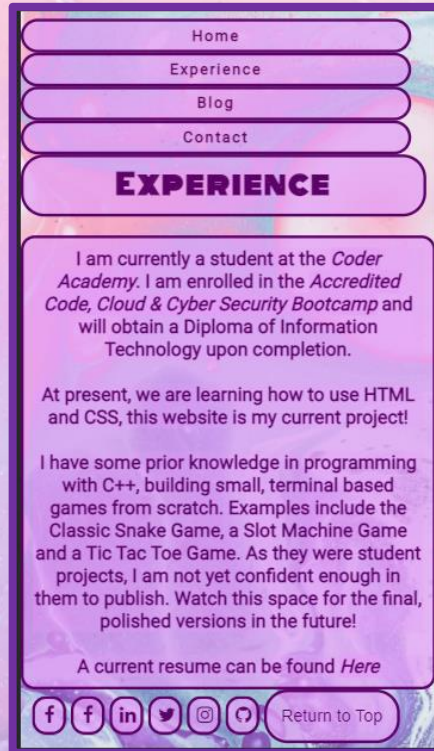 Home
Experience
Blog
Contact
EXPERIENCE
I am currently a student at the Coder
Academy. I am enrolled in the Accredited
Code, Cloud & Cyber Security Bootcamp and
will obtain a Diploma of Information
Technology upon completion.
At present, we are learning how to use HTML
and CSS, this website is my current project!
I have some prior knowledge in programming
with C++, building small, terminal based
games from scratch. Examples include the
Classic Snake Game, a Slot Machine Game
and a Tic Tac Toe Game. As they were student
projects, I am not yet confident enough in
them to publish. Watch this space for the final,
polished versions in the future!
A current resume can be found Here
Return to Top